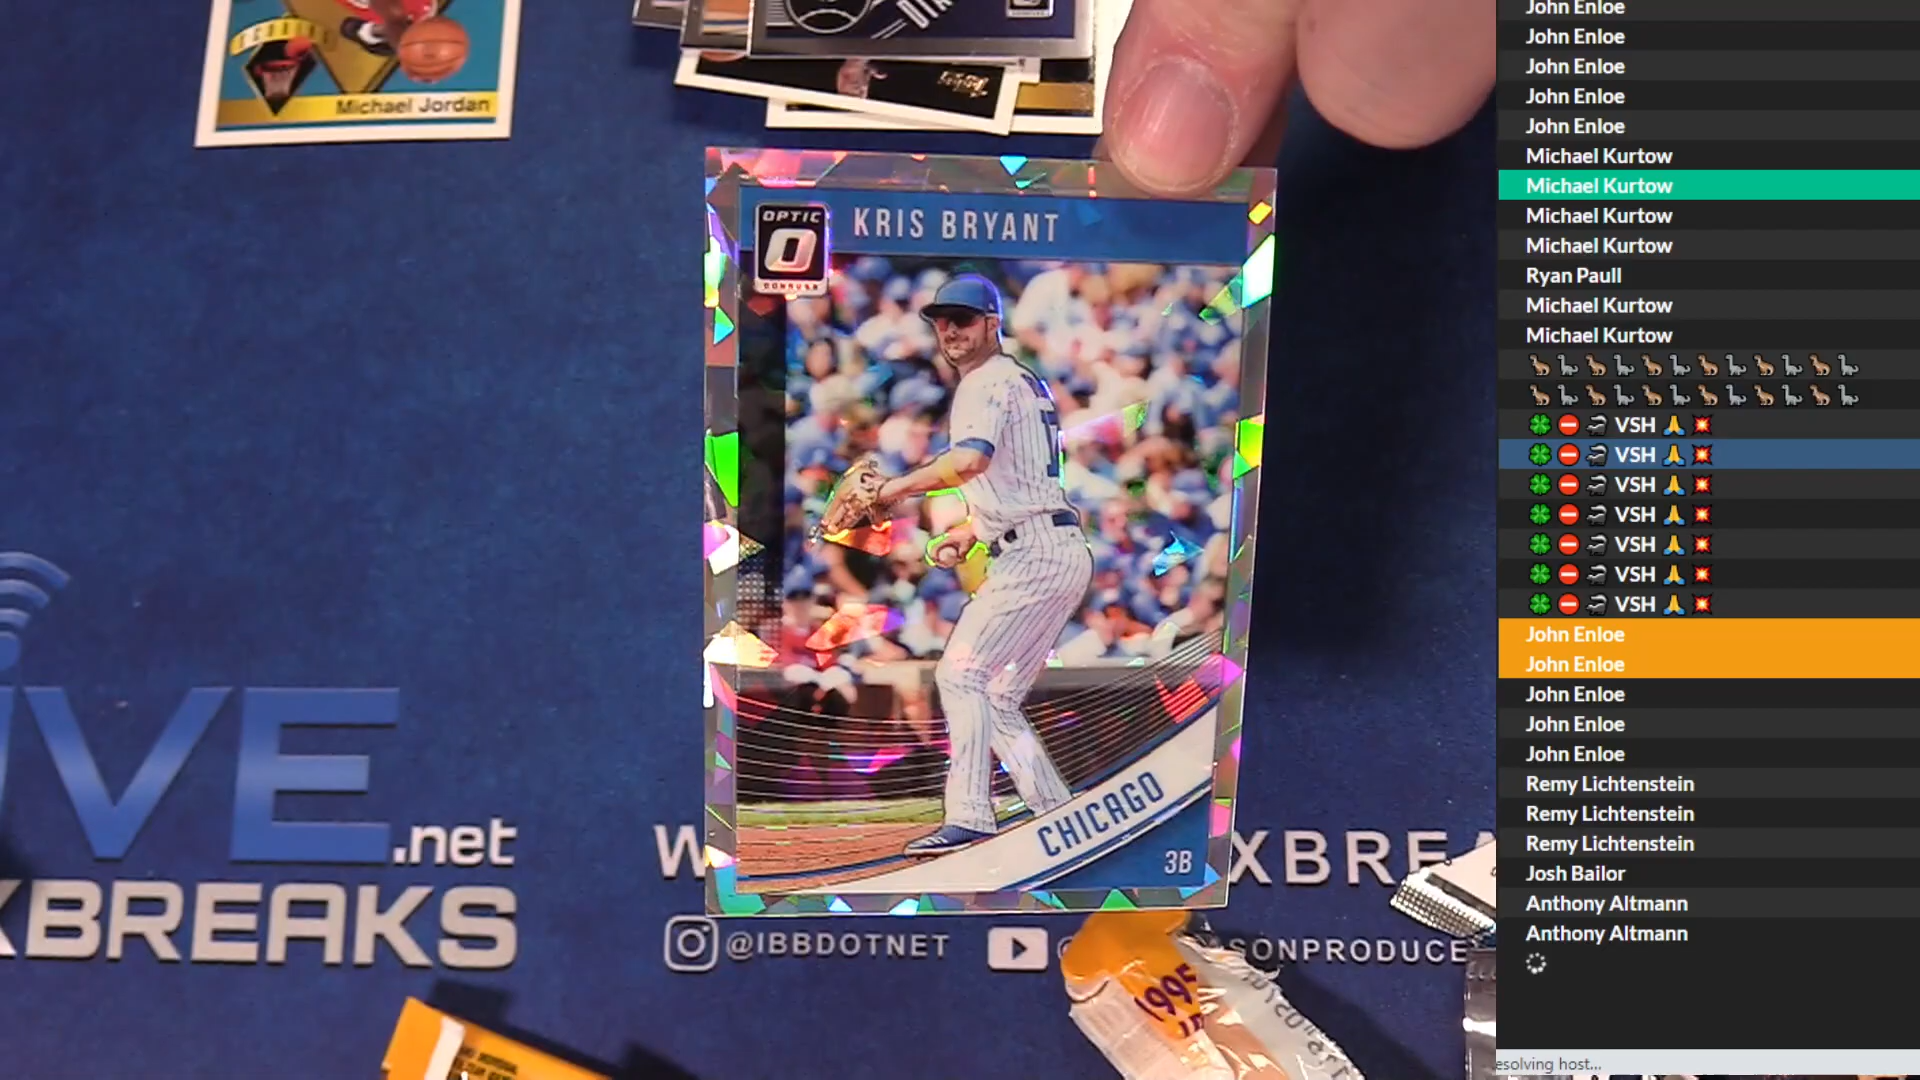 Michael Jordan
OPTIC
DONRUSS
KRIS BRYANT
CHICAGO
3B
.net
@IBBDOTNET
1995
John Enloe
John Enloe
John Enloe
John Enloe
John Enloe
Michael Kurtow
Michael Kurtow
Michael Kurtow
Michael Kurtow
Ryan Paull
Michael Kurtow
Michael Kurtow
🦒🦕🦒🦕🦒🦕🦒🦕🦒🦕🦒🦕
🦒🦕🦒🦕🦒🦕🦒🦕🦒🦕🦒🦕
🍀⛔🦨 VSH 🙏💥
🍀⛔🦨 VSH 🙏💥
🍀⛔🦨 VSH 🙏💥
🍀⛔🦨 VSH 🙏💥
🍀⛔🦨 VSH 🙏💥
🍀⛔🦨 VSH 🙏💥
🍀⛔🦨 VSH 🙏💥
John Enloe
John Enloe
John Enloe
John Enloe
John Enloe
Remy Lichtenstein
Remy Lichtenstein
Remy Lichtenstein
Josh Bailor
Anthony Altmann
Anthony Altmann
esolving host...